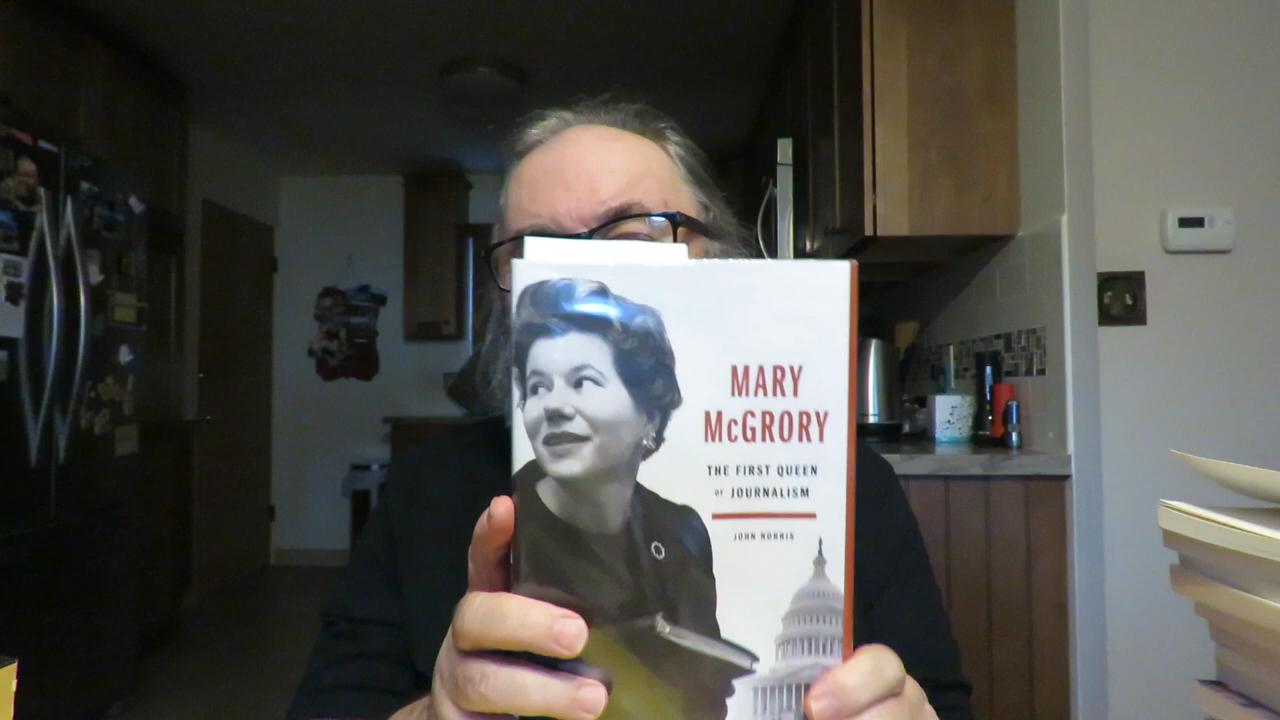 MARY
McGRORY
THE FIRST QUEEN
OF JOURNALISM
JOHN NORRIS